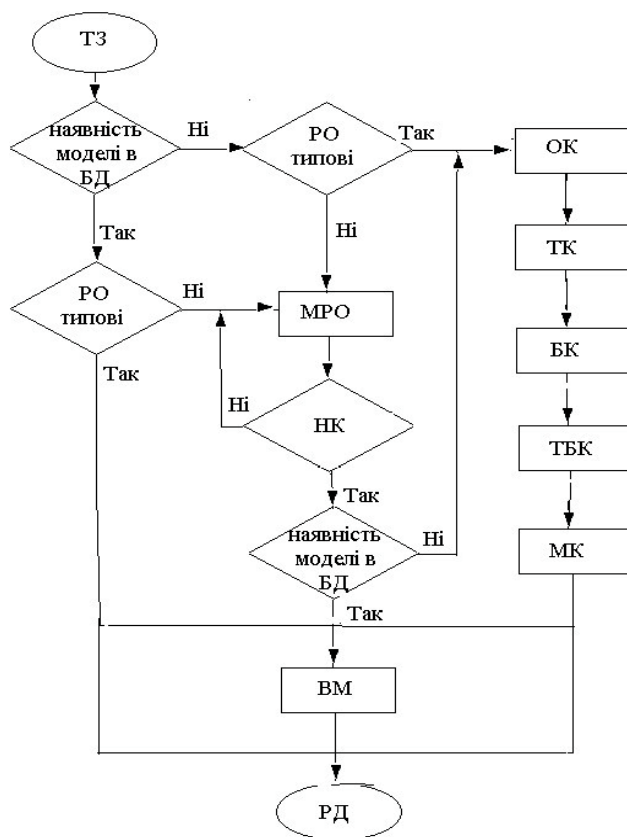 ТЗ
наявність
моделі в
БД
Ні
РО
типові
Так
ОК
Так
Ні
ТК
РО
типові
Ні
МРО
БК
Так
Ні
НК
ТБК
Так
наявність
моделі в
БД
Ні
МК
Так
ВМ
РД